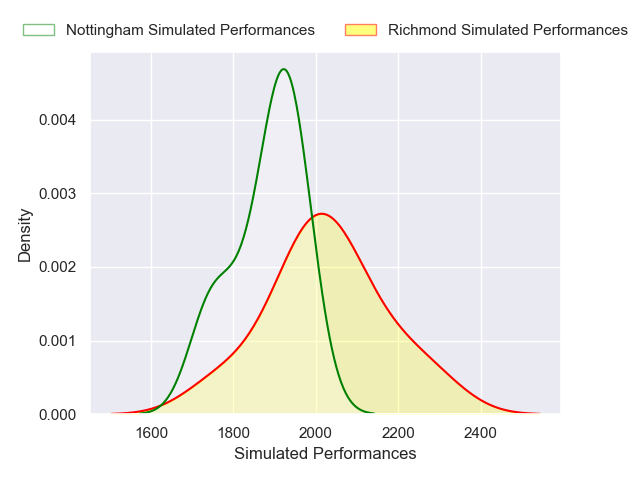 Nottingham Simulated Performances
Richmond Simulated Performances
0.004
0.003
0.002
0.001
0.000
Density
1600 1800 2000 2200 2400
Simulated Performances